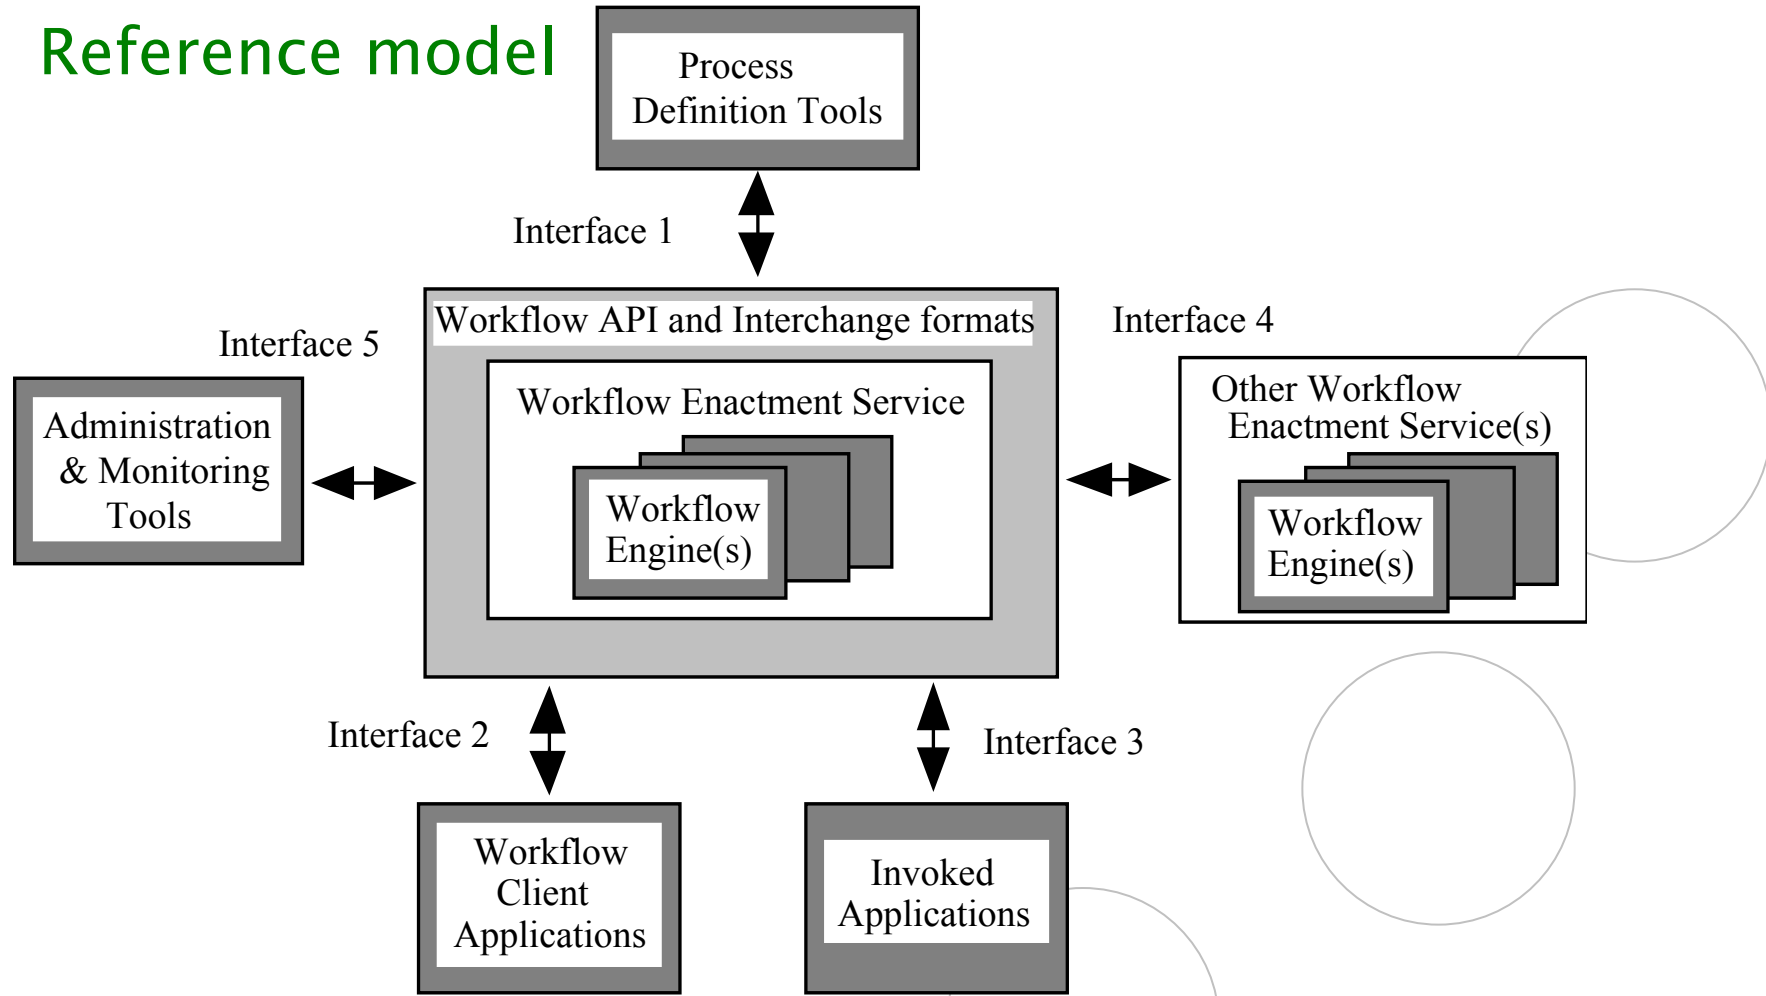 Reference model
Process
Definition Tools
Interface 1
Workflow API and Interchange formats
Interface 4
Interface 5
Workflow Enactment Service
Other Workflow
Enactment Service(s)
Administration
& Monitoring
Tools
Workflow
Engine(s)
Workflow
Engine(s)
Interface 2
Interface 3
Workflow
Client
Applications
Invoked
Applications